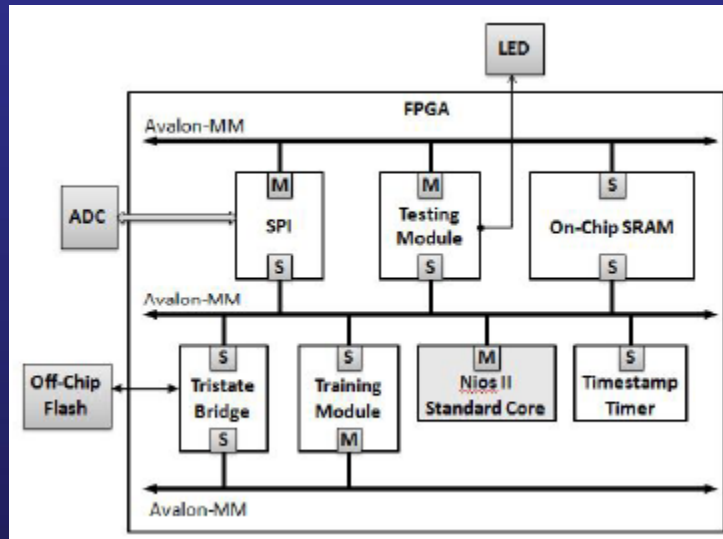 LED
FPGA
Avalon-MM
M
M
S
ADC
SPI
Testing
Module
On-Chip SRAM
S
S
S
Avalon-MM
S
S
M
S
Off-Chip
Flash
Tristate
Bridge
Training
Module
Nios II
Standard Core
Timestamp
Timer
S
M
Avalon-MM